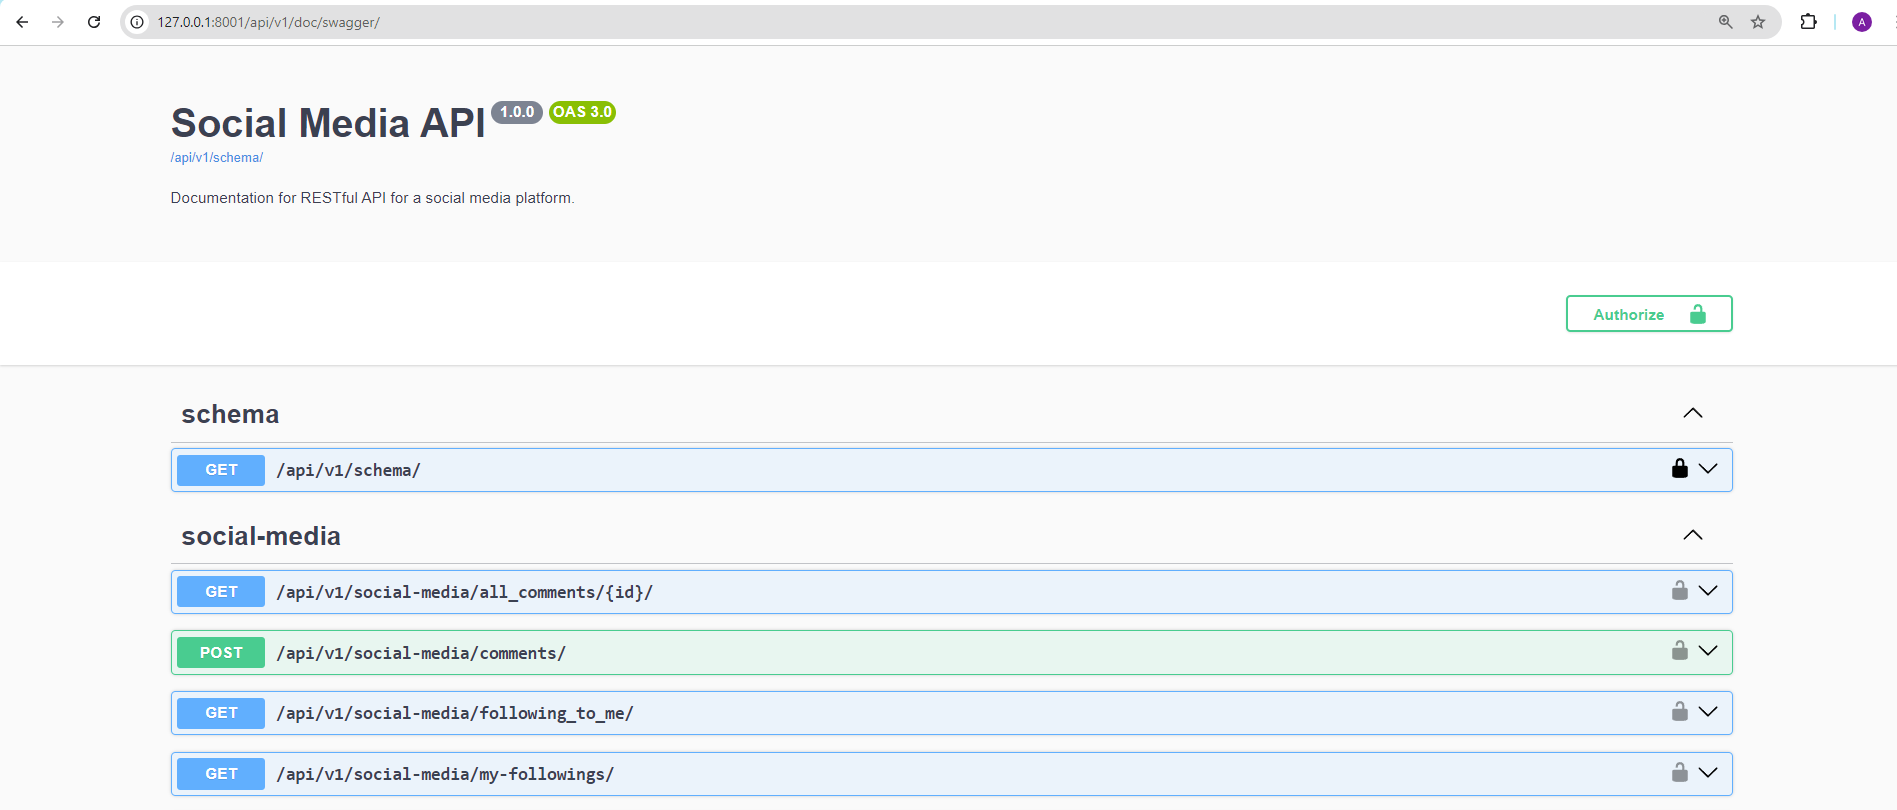 127.0.0.1:8001/api/v1/doc/swagger/
A
Social Media API 1.0.0 OAS 3.0
/api/v1/schema/
Documentation for RESTful API for a social media platform.
Authorize
schema
GET /api/v1/schema/
social-media
GET /api/v1/social-media/all_comments/{id}/
POST /api/v1/social-media/comments/
GET /api/v1/social-media/following_to_me/
GET /api/v1/social-media/my-followings/